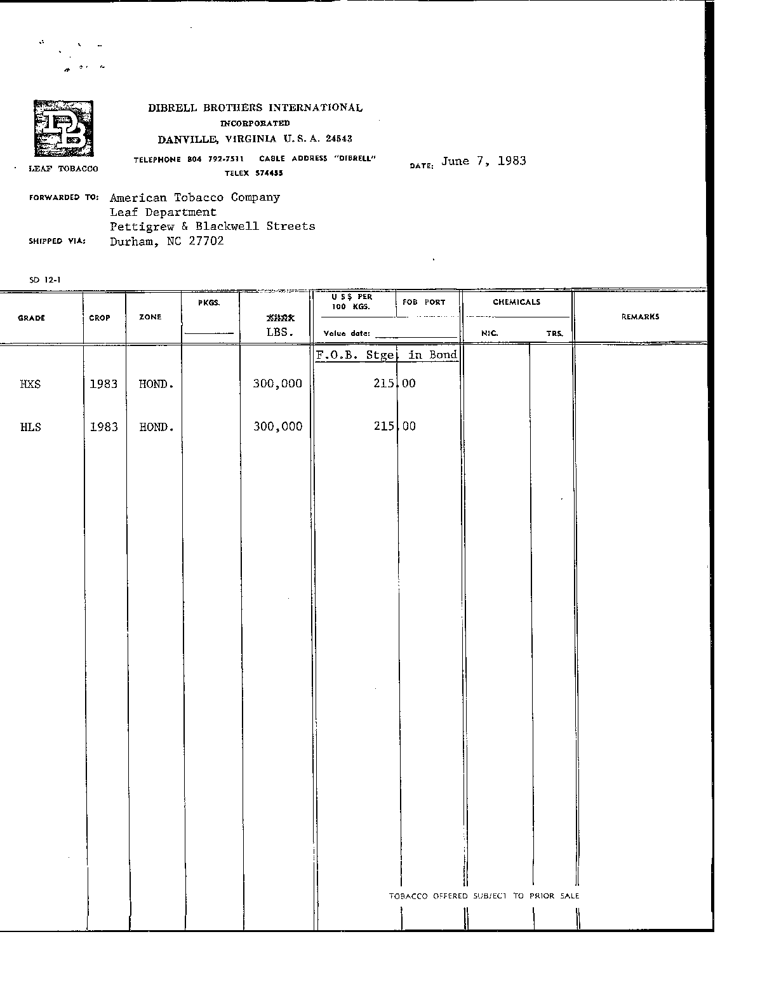 DIBRELL BROTHERS INTERNATIONAL
INCORPORATED
DANVILLE, VIRGINIA U. S. A. 24543
TELEPHONE 804 792-7511 CABLE ADDRESS "DIBRELL"
TELEX 574455
DB
LEAF TOBACCO
DATE: June 7, 1983
FORWARDED TO: American Tobacco Company
Leaf Department
Pettigrew & Blackwell Streets
SHIPPED VIA: Durham, NC 27702
SD 12-1
GRADE CROP ZONE PKGS. LBS. U S $ PER 100 KGS. FOB PORT CHEMICALS REMARKS
Value date: NIC. TRS.
F.O.B. Stge in Bond
HXS 1983 HOND. 300,000 215.00
HLS 1983 HOND. 300,000 215.00
TOBACCO OFFERED SUBJECT TO PRIOR SALE